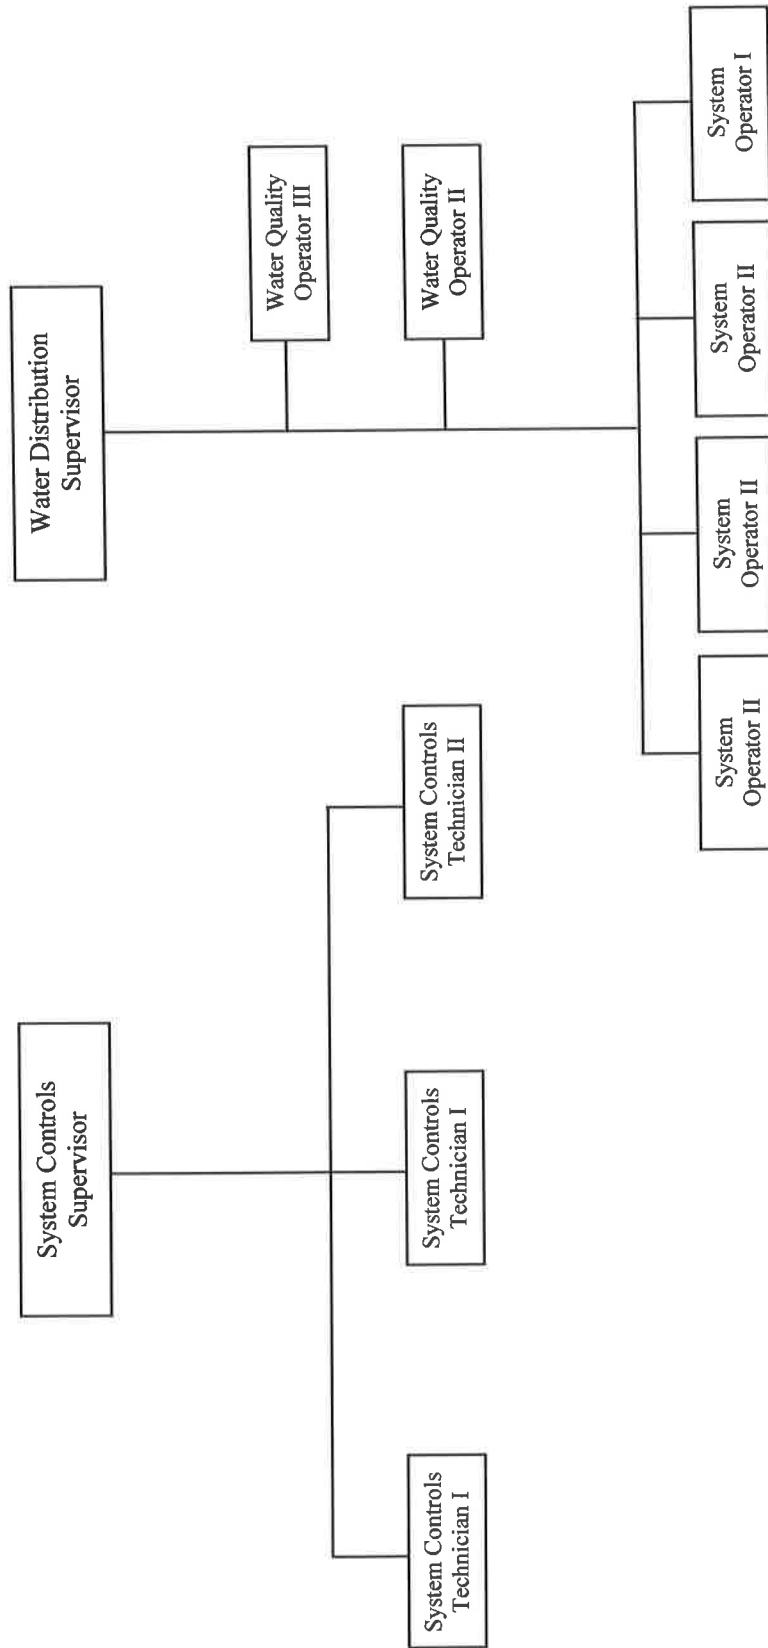 System Controls
Supervisor
Water Distribution
Supervisor
Water Quality
Operator III
System Controls
Technician I
System Controls
Technician I
System Controls
Technician II
Water Quality
Operator II
System
Operator II
System
Operator II
System
Operator II
System
Operator I